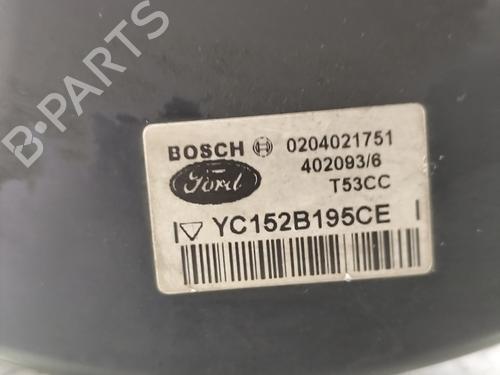 B-PARTS
BOSCH 0204021751
402093/6
Ford T53CC
YC152B195CE